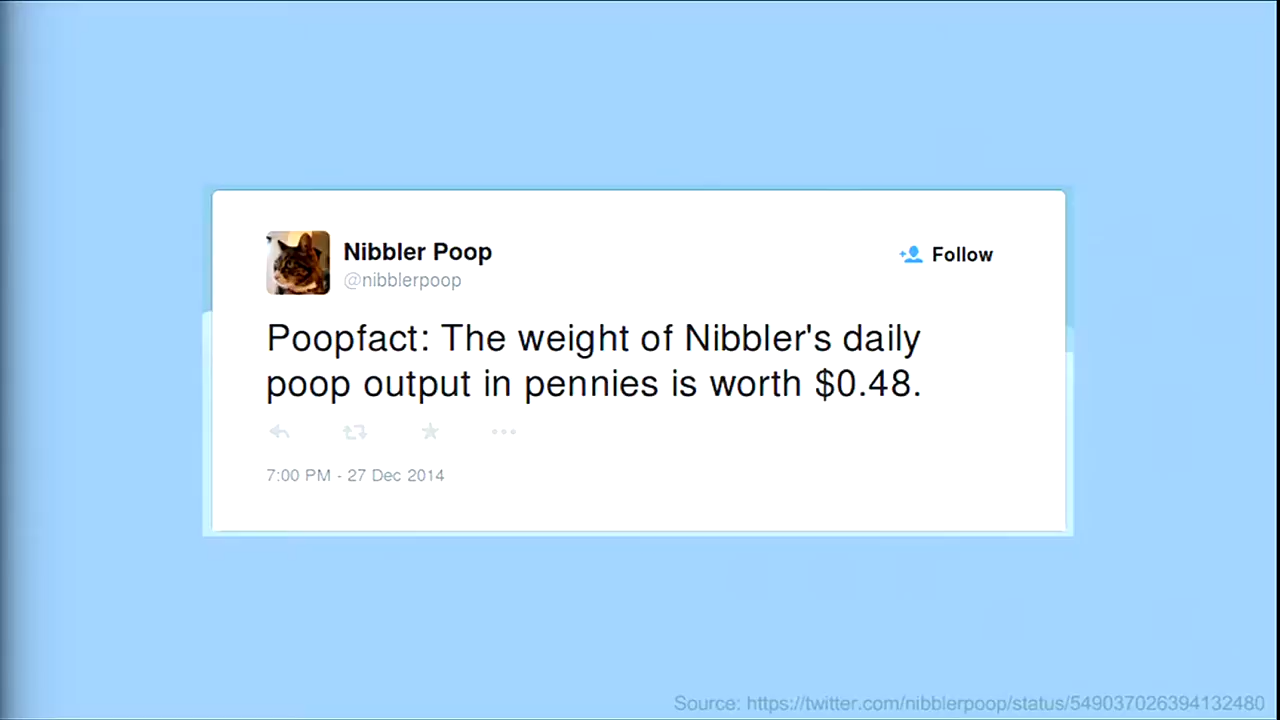 Nibbler Poop
@nibblerpoop
Follow
Poopfact: The weight of Nibbler's daily
poop output in pennies is worth $0.48.
7:00 PM - 27 Dec 2014
Source: https://twitter.com/nibblerpoop/status/549037026394132480